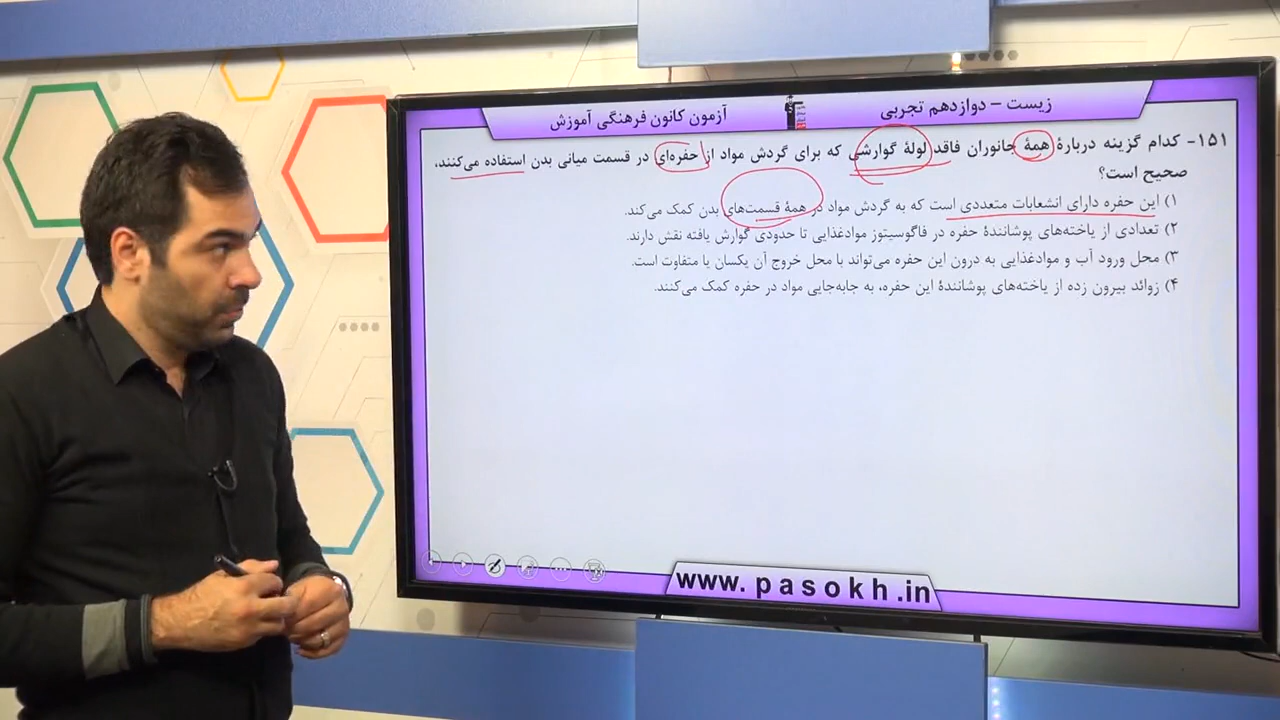 زیست - دوازدهم تجربی
آزمون کانون فرهنگی آموزش
۱۵۱- کدام گزینه دربارهٔ همهٔ جانوران فاقد لولهٔ گوارشی که برای گردش مواد از حفره‌ای در قسمت میانی بدن استفاده می‌کنند،
صحیح است؟
۱) این حفره دارای انشعابات متعددی است که به گردش مواد در همهٔ قسمت‌های بدن کمک می‌کند.
۲) تعدادی از یاخته‌های پوشانندهٔ حفره در فاگوسیتوز موادغذایی تا حدودی گوارش یافته نقش دارند.
۳) محل ورود آب و موادغذایی به درون این حفره می‌تواند با محل خروج آن یکسان یا متفاوت است.
۴) زوائد بیرون زده از یاخته‌های پوشانندهٔ این حفره، به جابه‌جایی مواد در حفره کمک می‌کنند.
www.pasokh.in